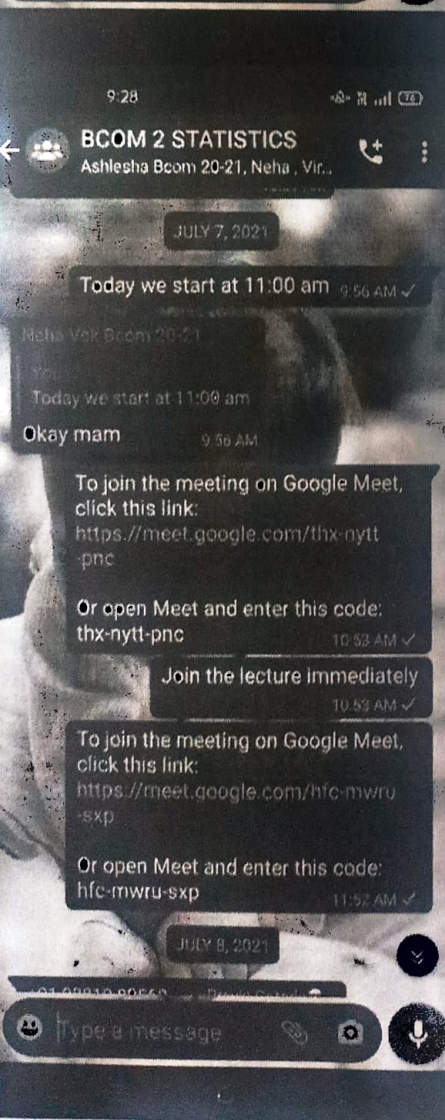 9:28
76
BCOM 2 STATISTICS
Ashlesha Bcom 20-21, Neha , Vir...
JULY 7, 2021
Today we start at 11:00 am 9:56 AM
Neha Vck Bcom 20-21
You
Today we start at 11:00 am
Okay mam 9:56 AM
To join the meeting on Google Meet,
click this link:
https://meet.google.com/thx-nytt
-pnc
Or open Meet and enter this code:
thx-nytt-pnc 10:53 AM
Join the lecture immediately
10:53 AM
To join the meeting on Google Meet,
click this link:
https://meet.google.com/hfc-mwru
-sxp
Or open Meet and enter this code:
hfc-mwru-sxp 11:52 AM
JULY 8, 2021
Type a message